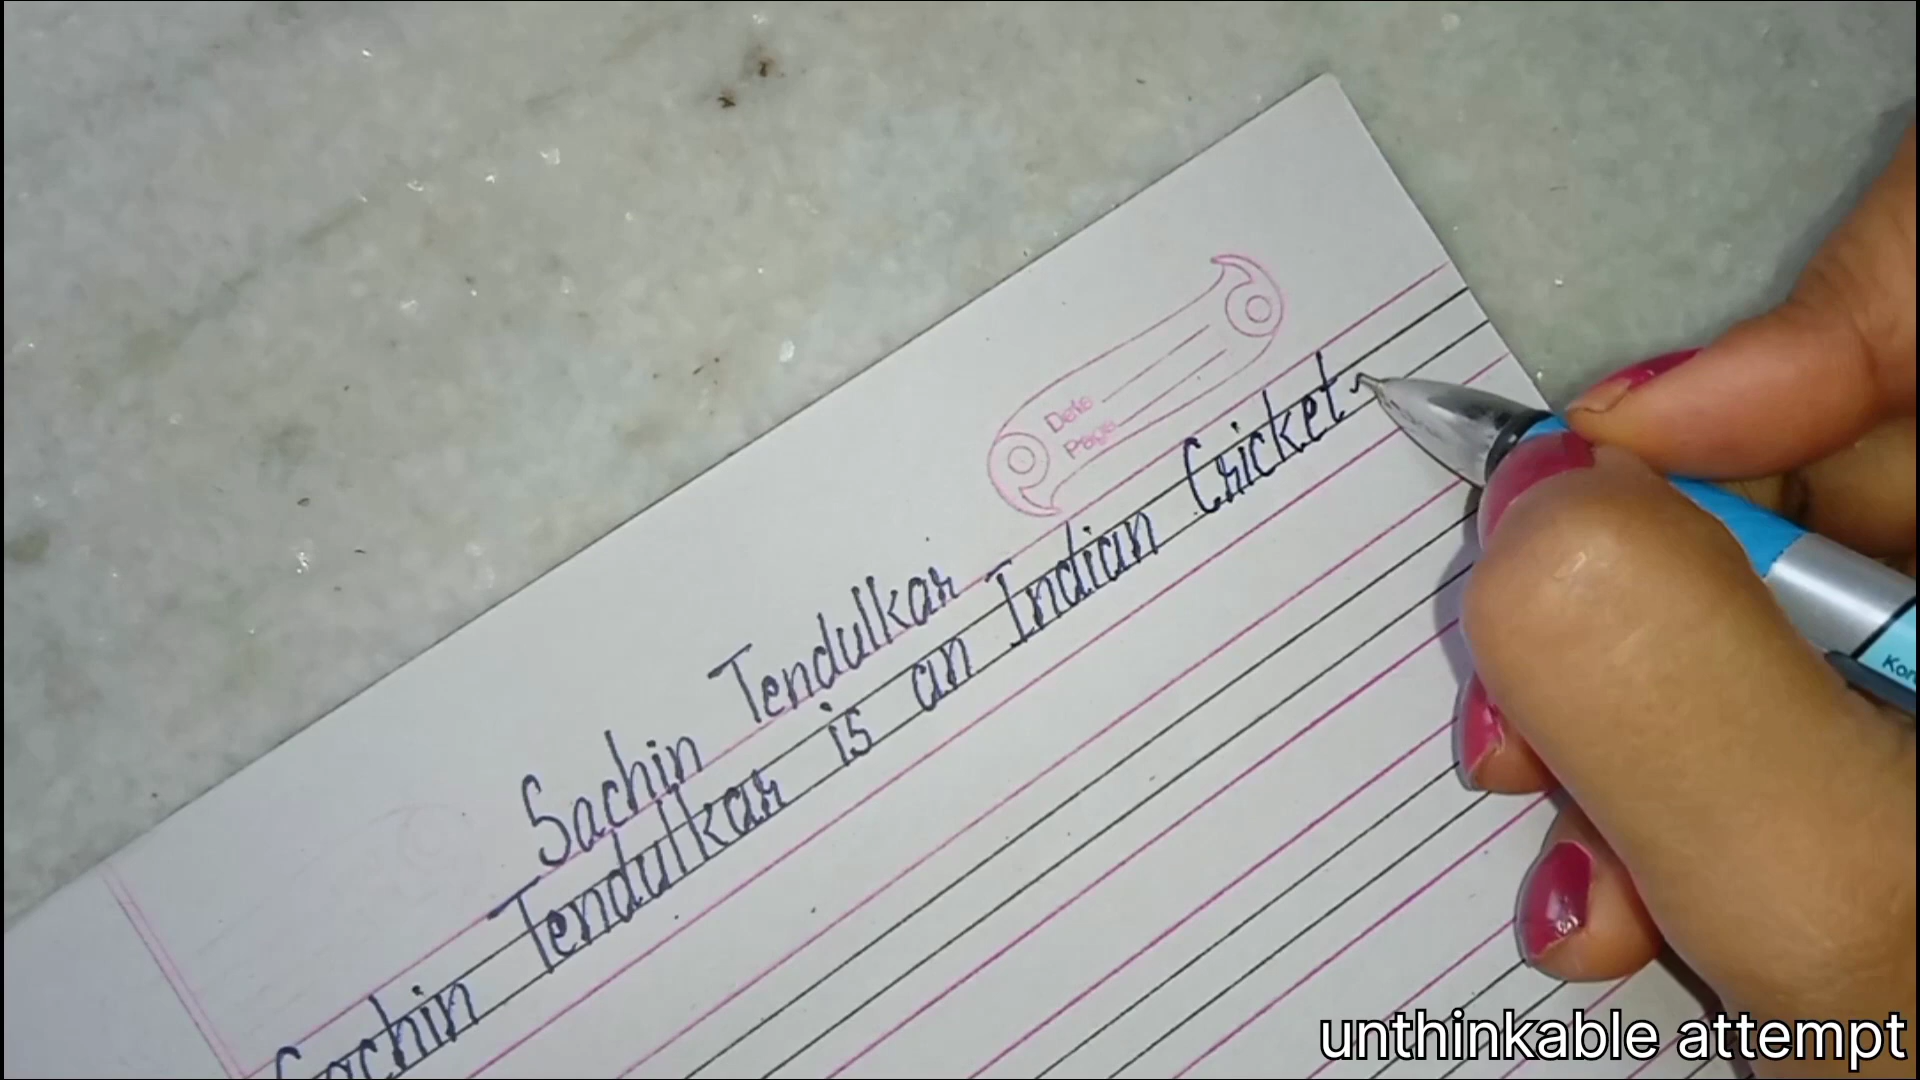 Date
Page
Sachin Tendulkar
Sachin Tendulkar is an Indian Cricket
unthinkable attempt